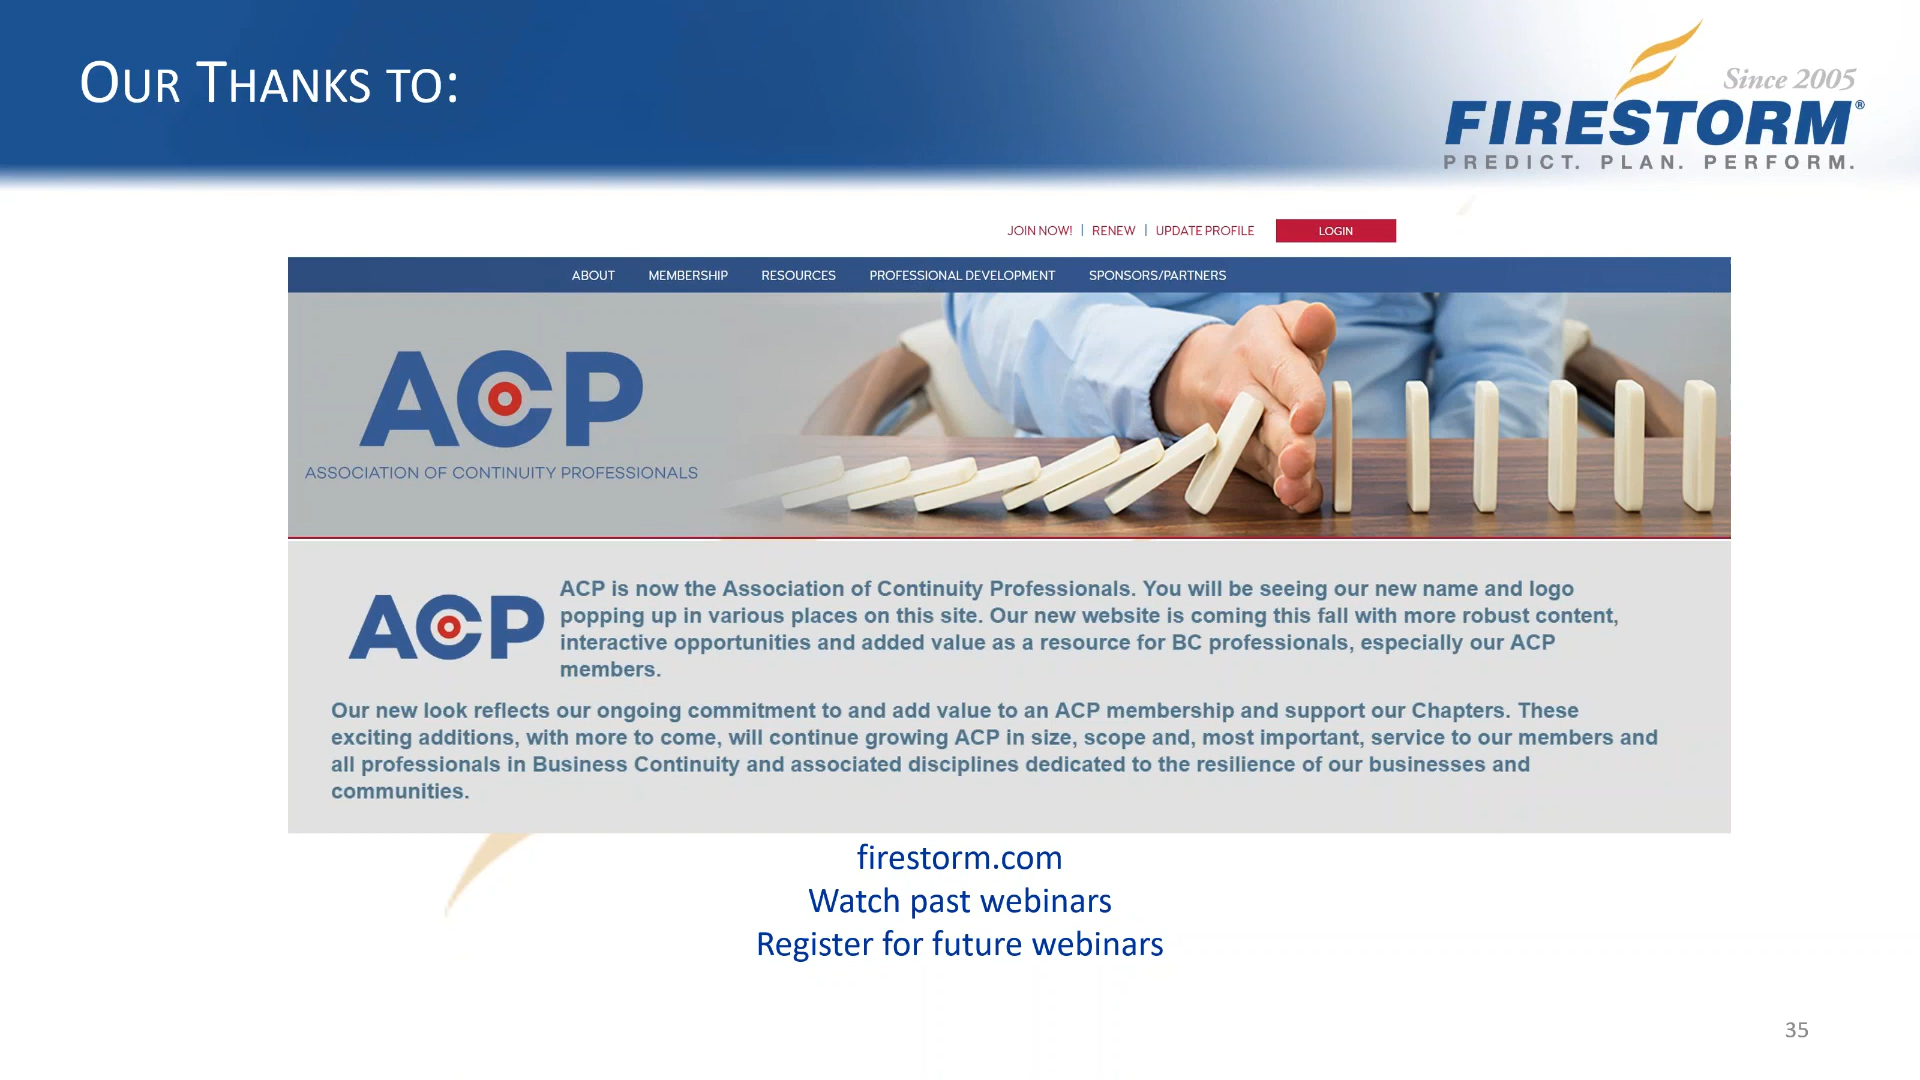 OUR THANKS TO:
Since 2005
FIRESTORM®
PREDICT. PLAN. PERFORM.
JOIN NOW! | RENEW | UPDATE PROFILE LOGIN
ABOUT MEMBERSHIP RESOURCES PROFESSIONAL DEVELOPMENT SPONSORS/PARTNERS
ACP
ASSOCIATION OF CONTINUITY PROFESSIONALS
ACP
ACP is now the Association of Continuity Professionals. You will be seeing our new name and logo
popping up in various places on this site. Our new website is coming this fall with more robust content,
interactive opportunities and added value as a resource for BC professionals, especially our ACP
members.
Our new look reflects our ongoing commitment to and add value to an ACP membership and support our Chapters. These
exciting additions, with more to come, will continue growing ACP in size, scope and, most important, service to our members and
all professionals in Business Continuity and associated disciplines dedicated to the resilience of our businesses and
communities.
firestorm.com
Watch past webinars
Register for future webinars
35